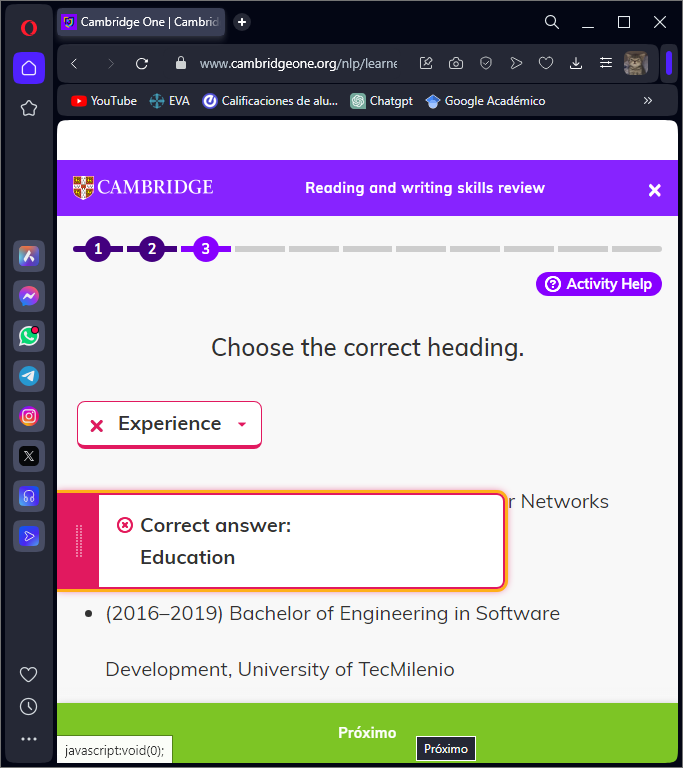 Cambridge One | Cambrid
www.cambridgeone.org/nlp/learne
YouTube
EVA
Calificaciones de alu...
Chatgpt
Google Académico
»
CAMBRIDGE
Reading and writing skills review
1
2
3
Activity Help
Choose the correct heading.
Experience
r Networks
Correct answer:
Education
• (2016–2019) Bachelor of Engineering in Software
Development, University of TecMilenio
Próximo
javascript:void(0);
Próximo